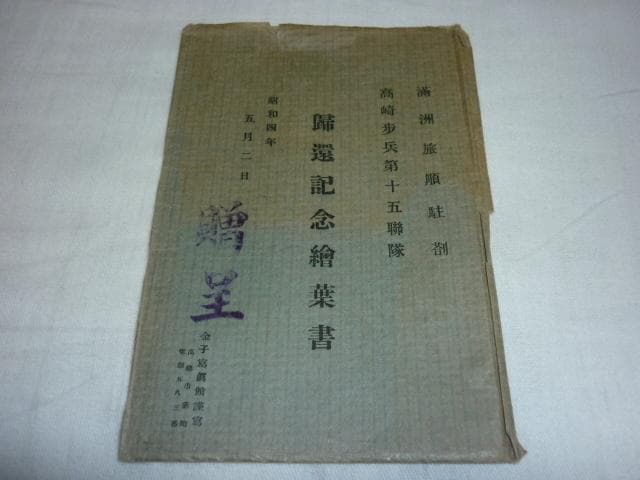 滿洲旅順駐剳
高崎步兵第十五聯隊
歸還記念繪葉書
昭和四年
五月二日
贈呈
金子寫眞館謹寫